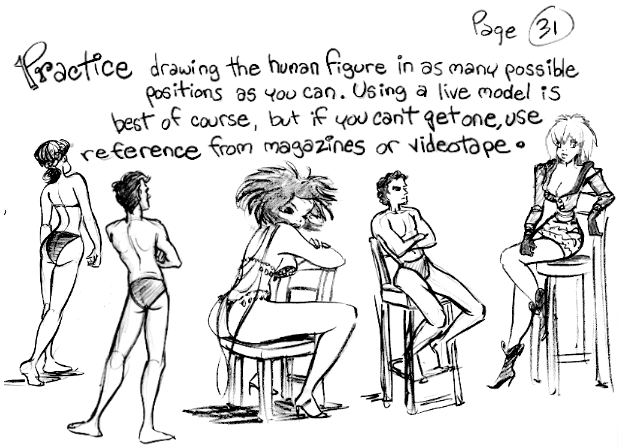 Page 31
Practice drawing the human figure in as many possible
positions as you can. Using a live model is
best of course, but if you can't get one, use
reference from magazines or videotape.